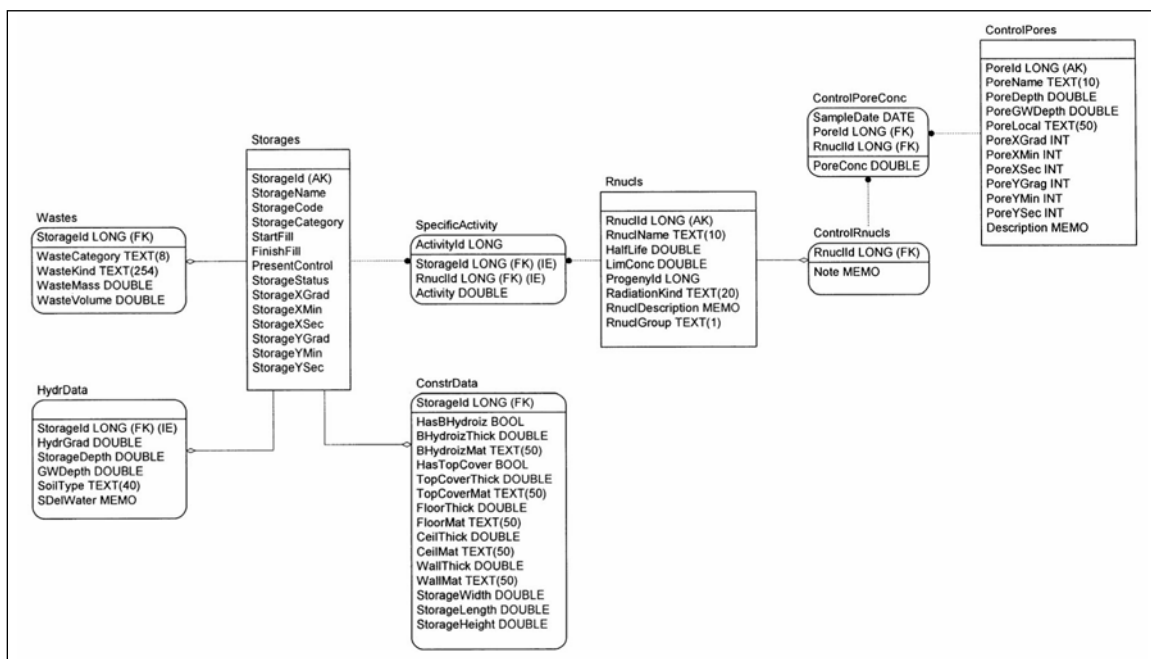 ControlPores
PoreId LONG (AK)
PoreName TEXT(10)
PoreDepth DOUBLE
PoreGWDepth DOUBLE
PoreLocal TEXT(50)
PoreXGrad INT
PoreXMin INT
PoreXSec INT
PoreYGrag INT
PoreYMin INT
PoreYSec INT
Description MEMO
ControlPoreConc
SampleDate DATE
PoreId LONG (FK)
RnuclId LONG (FK)
PoreConc DOUBLE
Storages
StorageId (AK)
StorageName
StorageCode
StorageCategory
StartFill
FinishFill
PresentControl
StorageStatus
StorageXGrad
StorageXMin
StorageXSec
StorageYGrad
StorageYMin
StorageYSec
Rnucls
RnuclId LONG (AK)
RnuclName TEXT(10)
HalfLife DOUBLE
LimConc DOUBLE
ProgenyId LONG
RadiationKind TEXT(20)
RnuclDescription MEMO
RnuclGroup TEXT(1)
Wastes
StorageId LONG (FK)
WasteCategory TEXT(8)
WasteKind TEXT(254)
WasteMass DOUBLE
WasteVolume DOUBLE
SpecificActivity
ActivityId LONG
StorageId LONG (FK) (IE)
RnuclId LONG (FK) (IE)
Activity DOUBLE
ControlRnucls
RnuclId LONG (FK)
Note MEMO
HydrData
StorageId LONG (FK) (IE)
HydrGrad DOUBLE
StorageDepth DOUBLE
GWDepth DOUBLE
SoilType TEXT(40)
SDelWater MEMO
ConstrData
StorageId LONG (FK)
HasBHydroiz BOOL
BHydroizThick DOUBLE
BHydroizMat TEXT(50)
HasTopCover BOOL
TopCoverThick DOUBLE
TopCoverMat TEXT(50)
FloorThick DOUBLE
FloorMat TEXT(50)
CeilThick DOUBLE
CeilMat TEXT(50)
WallThick DOUBLE
WallMat TEXT(50)
StorageWidth DOUBLE
StorageLength DOUBLE
StorageHeight DOUBLE